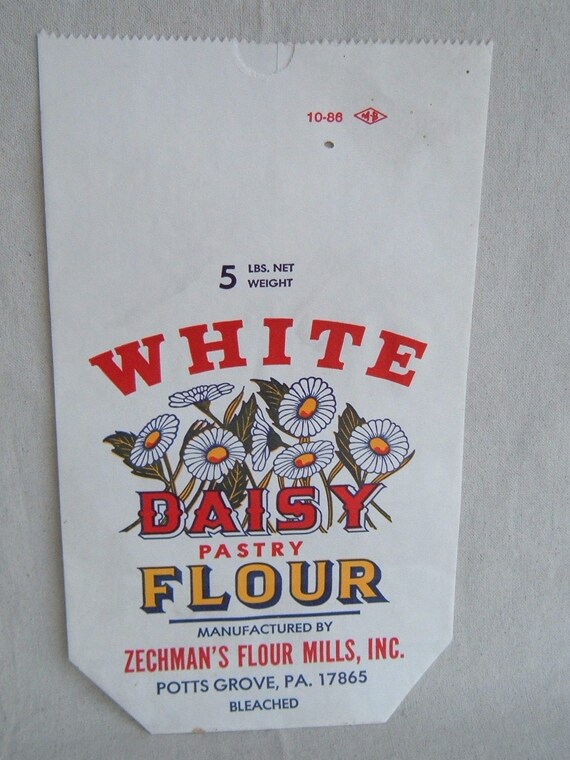 10-86
5 LBS. NET
WEIGHT
WHITE
DAISY
PASTRY
FLOUR
MANUFACTURED BY
ZECHMAN'S FLOUR MILLS, INC.
POTTS GROVE, PA. 17865
BLEACHED